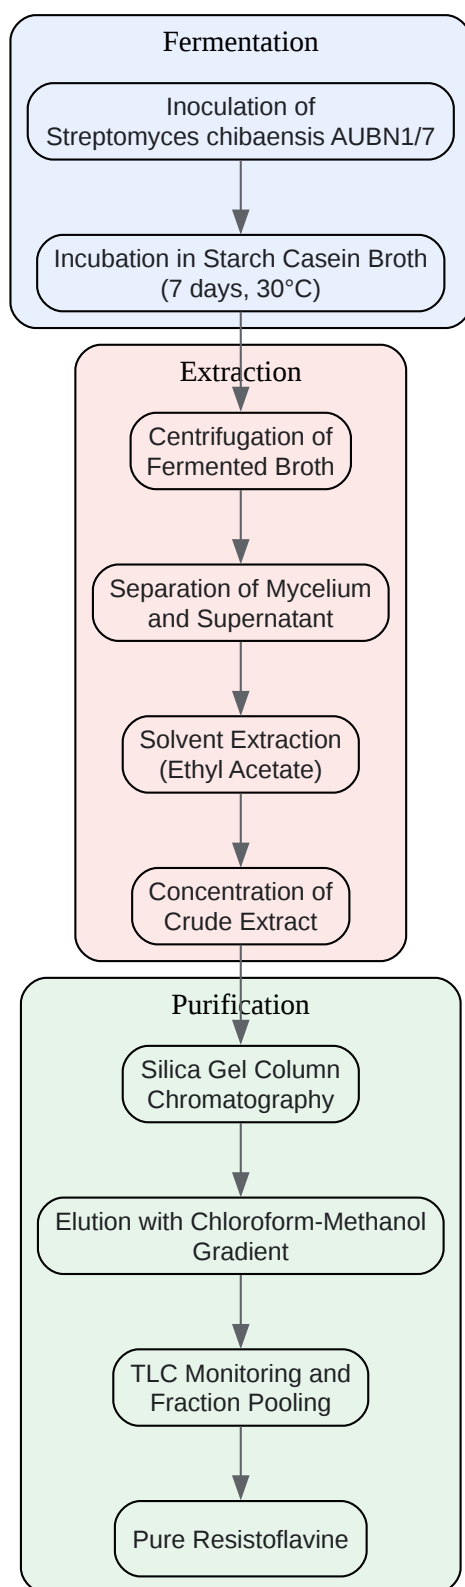 Fermentation
Inoculation of
Streptomyces chibaensis AUBN1/7
Incubation in Starch Casein Broth
(7 days, 30°C)
Extraction
Centrifugation of
Fermented Broth
Separation of Mycelium
and Supernatant
Solvent Extraction
(Ethyl Acetate)
Concentration of
Crude Extract
Purification
Silica Gel Column
Chromatography
Elution with Chloroform-Methanol
Gradient
TLC Monitoring and
Fraction Pooling
Pure Resistoflavine